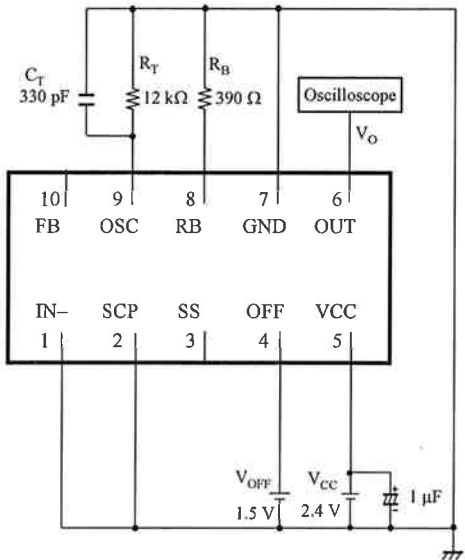 C_T
330 pF
R_T
12 kΩ
R_B
390 Ω
Oscilloscope
V_O
10 9 8 7 6
FB OSC RB GND OUT
IN– SCP SS OFF VCC
1 2 3 4 5
V_OFF
1.5 V
V_CC
2.4 V
+
1 μF